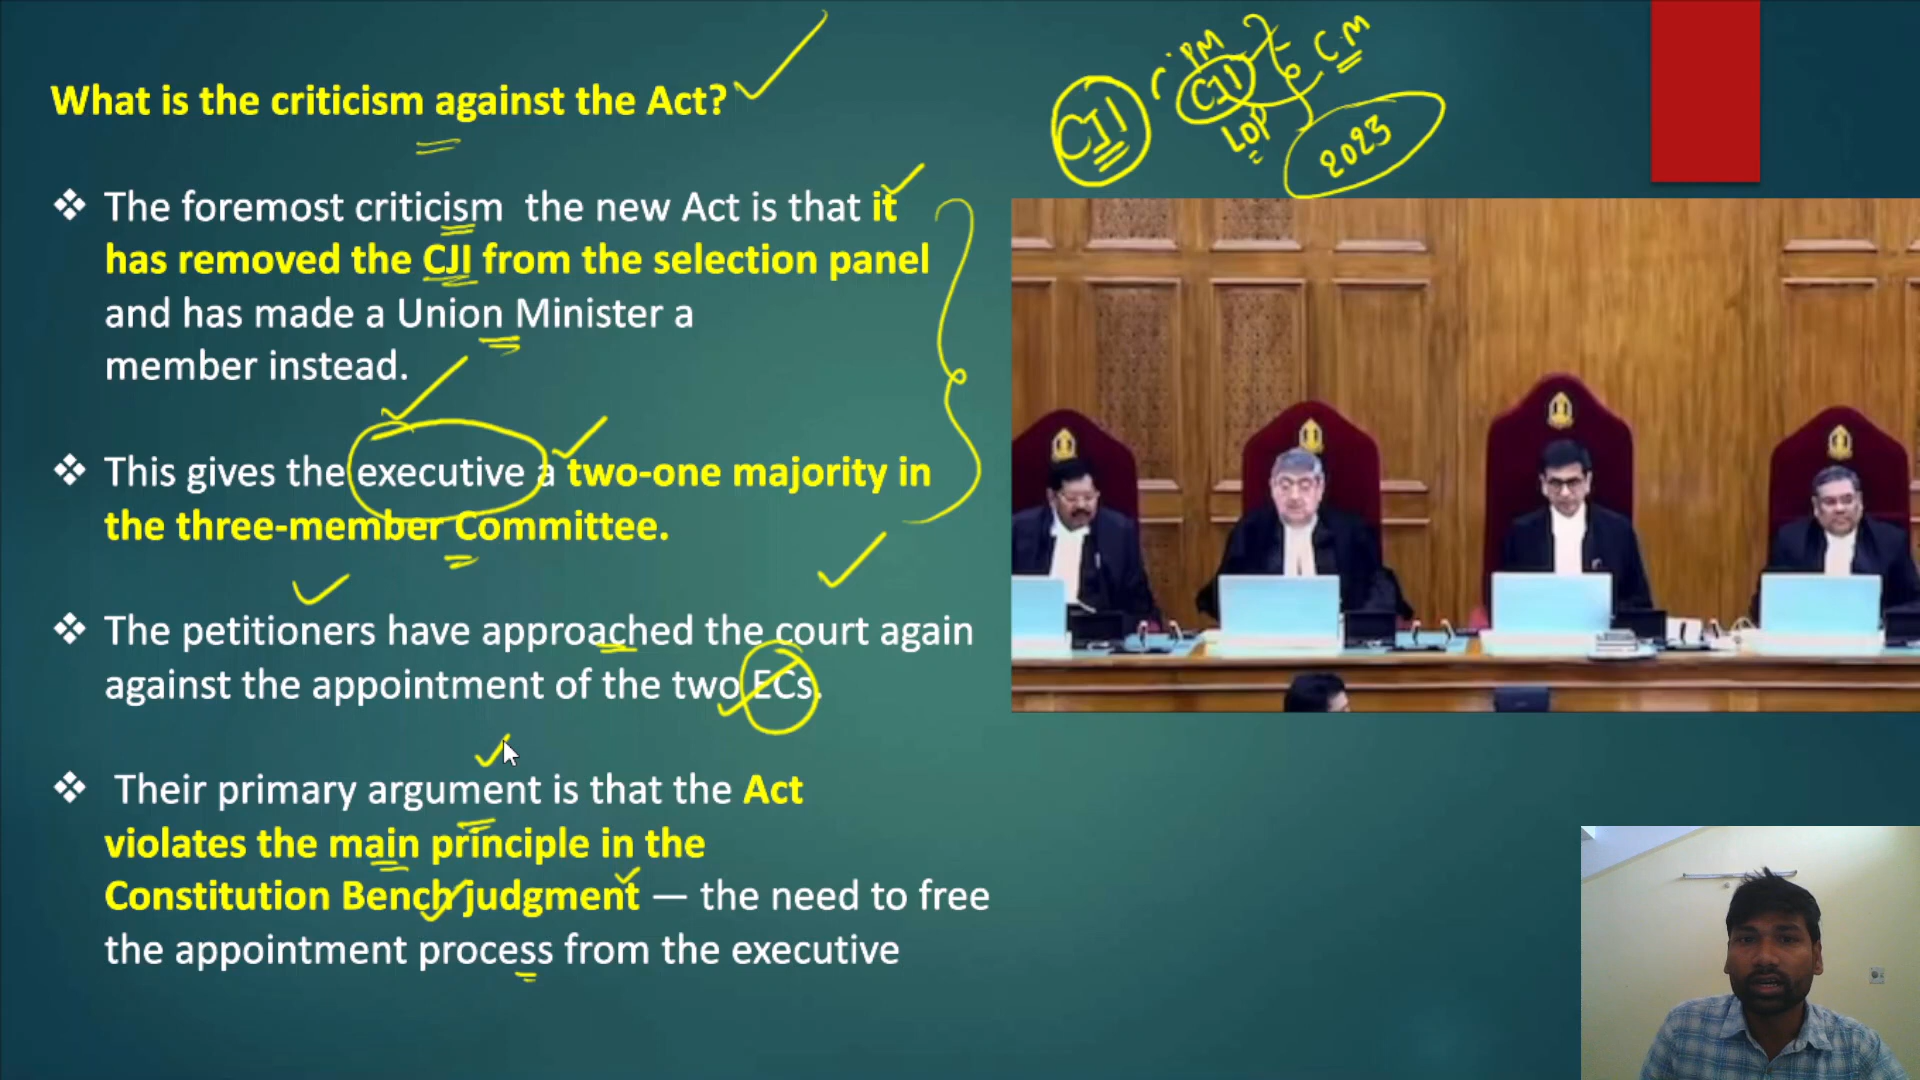 What is the criticism against the Act?
CJI
PM
CJI
LOP
CM
2023
❖ The foremost criticism the new Act is that it
has removed the CJI from the selection panel
and has made a Union Minister a
member instead.
❖ This gives the executive a two-one majority in
the three-member Committee.
❖ The petitioners have approached the court again
against the appointment of the two ECs.
❖ Their primary argument is that the Act
violates the main principle in the
Constitution Bench judgment — the need to free
the appointment process from the executive